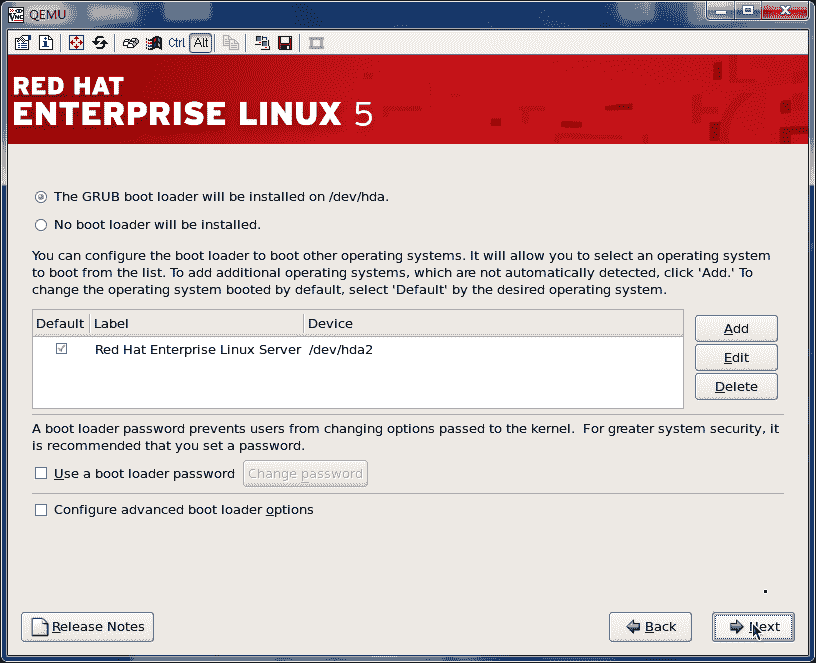 QEMU
Ctrl Alt
RED HAT
ENTERPRISE LINUX 5
The GRUB boot loader will be installed on /dev/hda.
No boot loader will be installed.
You can configure the boot loader to boot other operating systems. It will allow you to select an operating system
to boot from the list. To add additional operating systems, which are not automatically detected, click 'Add.' To
change the operating system booted by default, select 'Default' by the desired operating system.
Default Label Device
Red Hat Enterprise Linux Server /dev/hda2
Add
Edit
Delete
A boot loader password prevents users from changing options passed to the kernel. For greater system security, it
is recommended that you set a password.
Use a boot loader password Change password
Configure advanced boot loader options
Release Notes Back Next